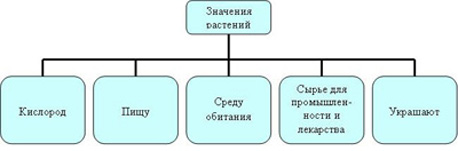 Значения
растений
Кислород
Пищу
Среду
обитания
Сырье для
промышлен-
ности и
лекарства
Украшают